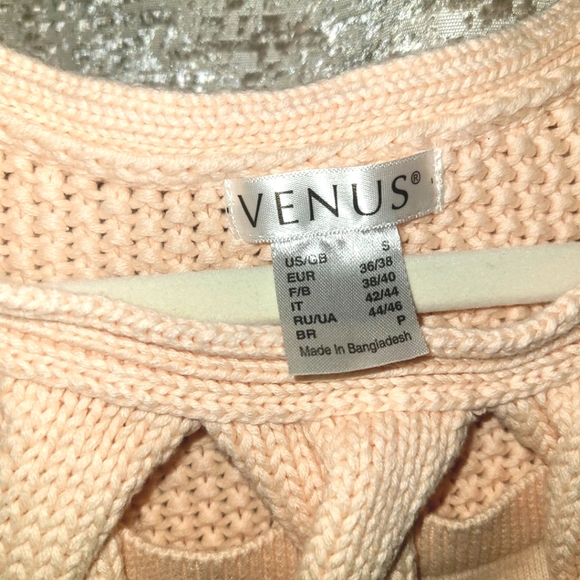 VENUS®
US/GB S
EUR 36/38
F/B 38/40
IT 42/44
RU/UA 44/46
BR P
Made In Bangladesh